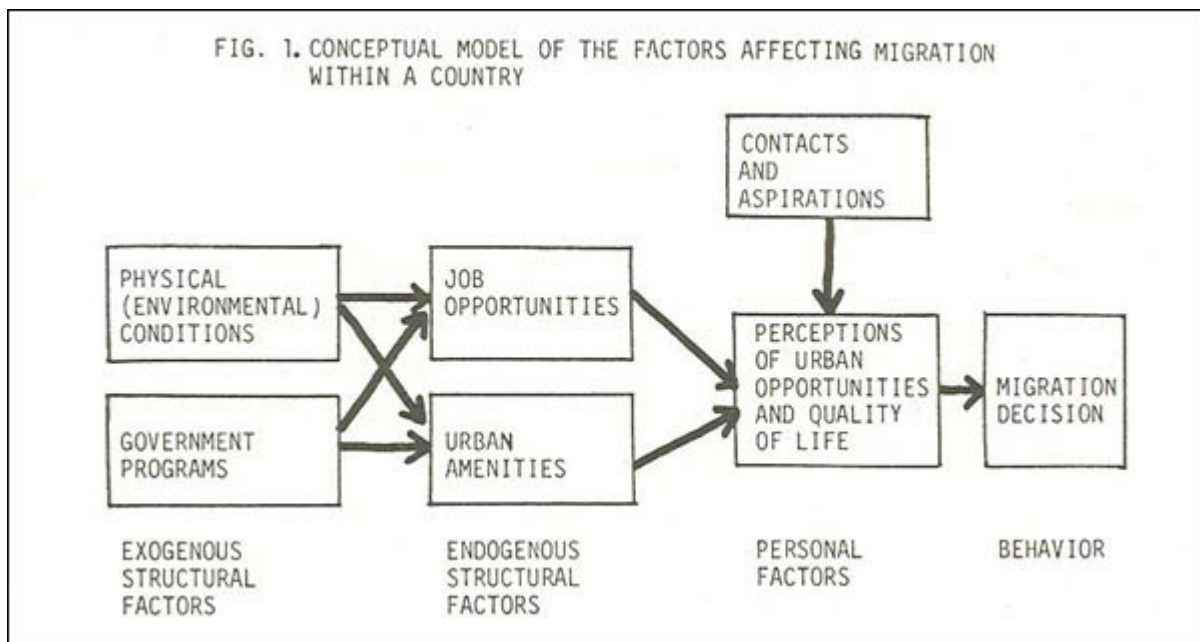 FIG. 1. CONCEPTUAL MODEL OF THE FACTORS AFFECTING MIGRATION
WITHIN A COUNTRY
CONTACTS
AND
ASPIRATIONS
PHYSICAL
(ENVIRONMENTAL)
CONDITIONS
JOB
OPPORTUNITIES
PERCEPTIONS
OF URBAN
OPPORTUNITIES
AND QUALITY
OF LIFE
MIGRATION
DECISION
GOVERNMENT
PROGRAMS
URBAN
AMENITIES
EXOGENOUS
STRUCTURAL
FACTORS
ENDOGENOUS
STRUCTURAL
FACTORS
PERSONAL
FACTORS
BEHAVIOR